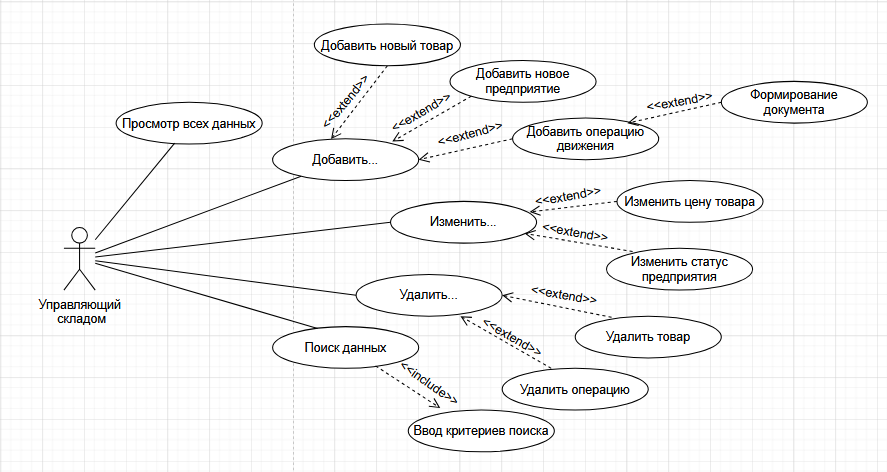 Добавить новый товар
<<extend>>
Добавить новое
предприятие
<<extend>>
Формирование
документа
<<extend>>
Просмотр всех данных
Добавить...
<<extend>>
Добавить операцию
движения
Изменить...
<<extend>>
Изменить цену товара
<<extend>>
Изменить статус
предприятия
Управляющий
складом
Удалить...
<<extend>>
Удалить товар
<<extend>>
Удалить операцию
Поиск данных
<<include>>
Ввод критериев поиска